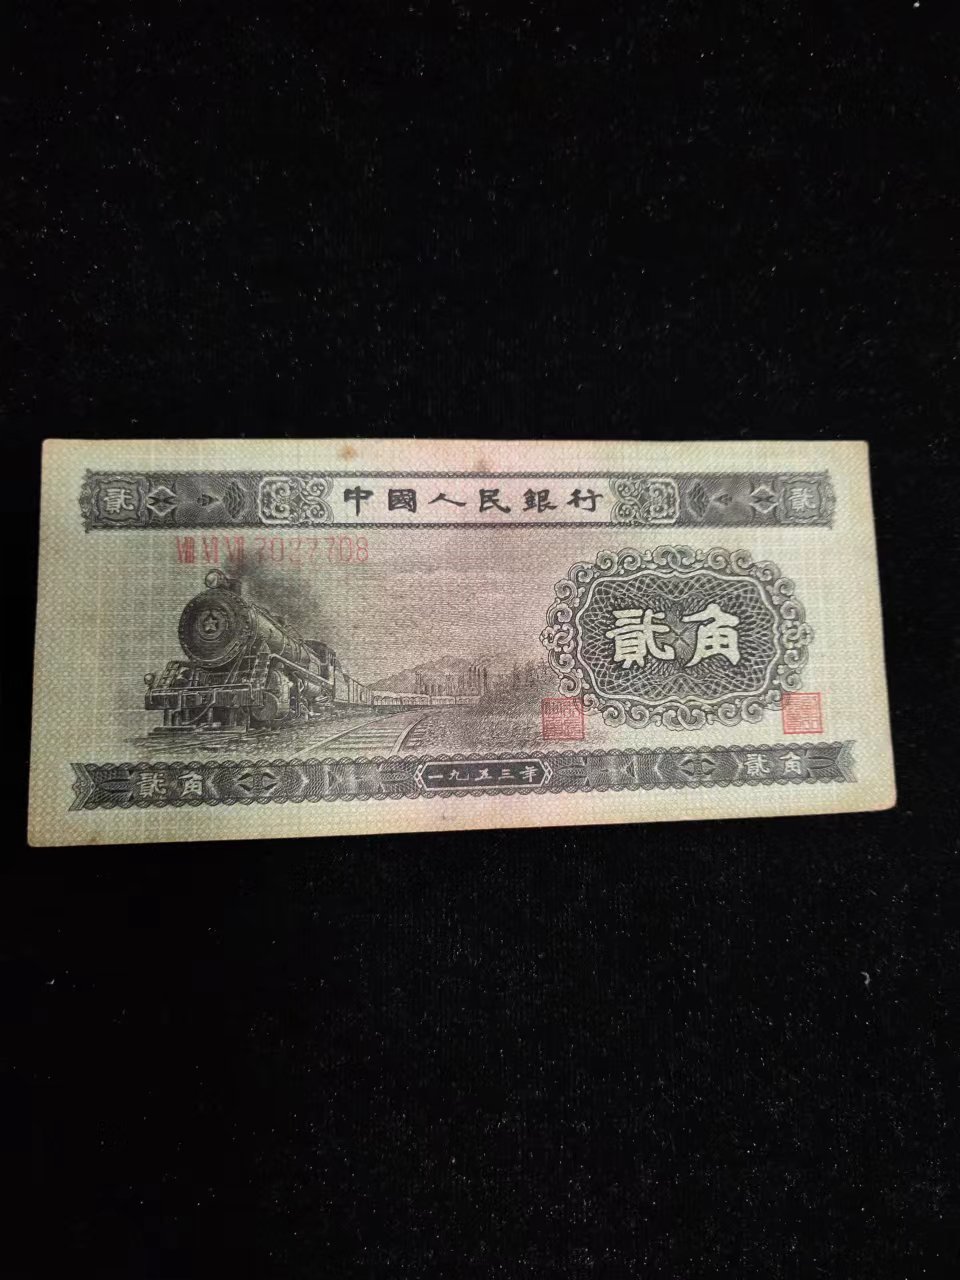 貳 中國人民銀行 貳
Ⅷ Ⅵ Ⅶ 7027708
貳角
貳角 一九五三年 貳角